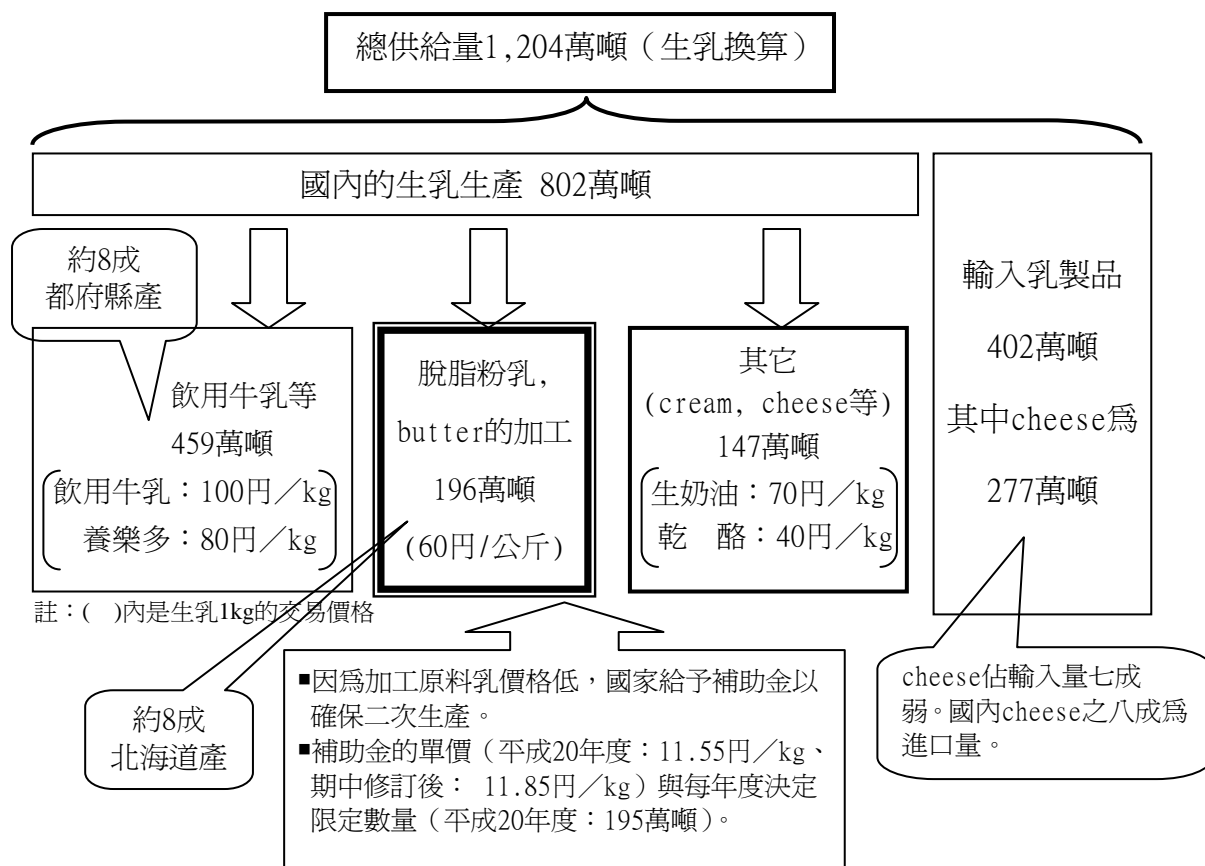 總供給量1,204萬噸（生乳換算）
國內的生乳生產 802萬噸
約8成
都府縣產
飲用牛乳等
459萬噸
飲用牛乳：100円／kg
養樂多：80円／kg
脫脂粉乳,
butter的加工
196萬噸
(60円/公斤)
其它
(cream, cheese等)
147萬噸
生奶油：70円／kg
乾　酪：40円／kg
輸入乳製品
402萬噸
其中cheese爲
277萬噸
註：(　)內是生乳1kg的交易價格
約8成
北海道產
■因爲加工原料乳價格低，國家給予補助金以
確保二次生產。
■補助金的單價（平成20年度：11.55円／kg、
期中修訂後： 11.85円／kg）與每年度決定
限定數量（平成20年度：195萬噸）。
cheese佔輸入量七成
弱。國內cheese之八成爲
進口量。